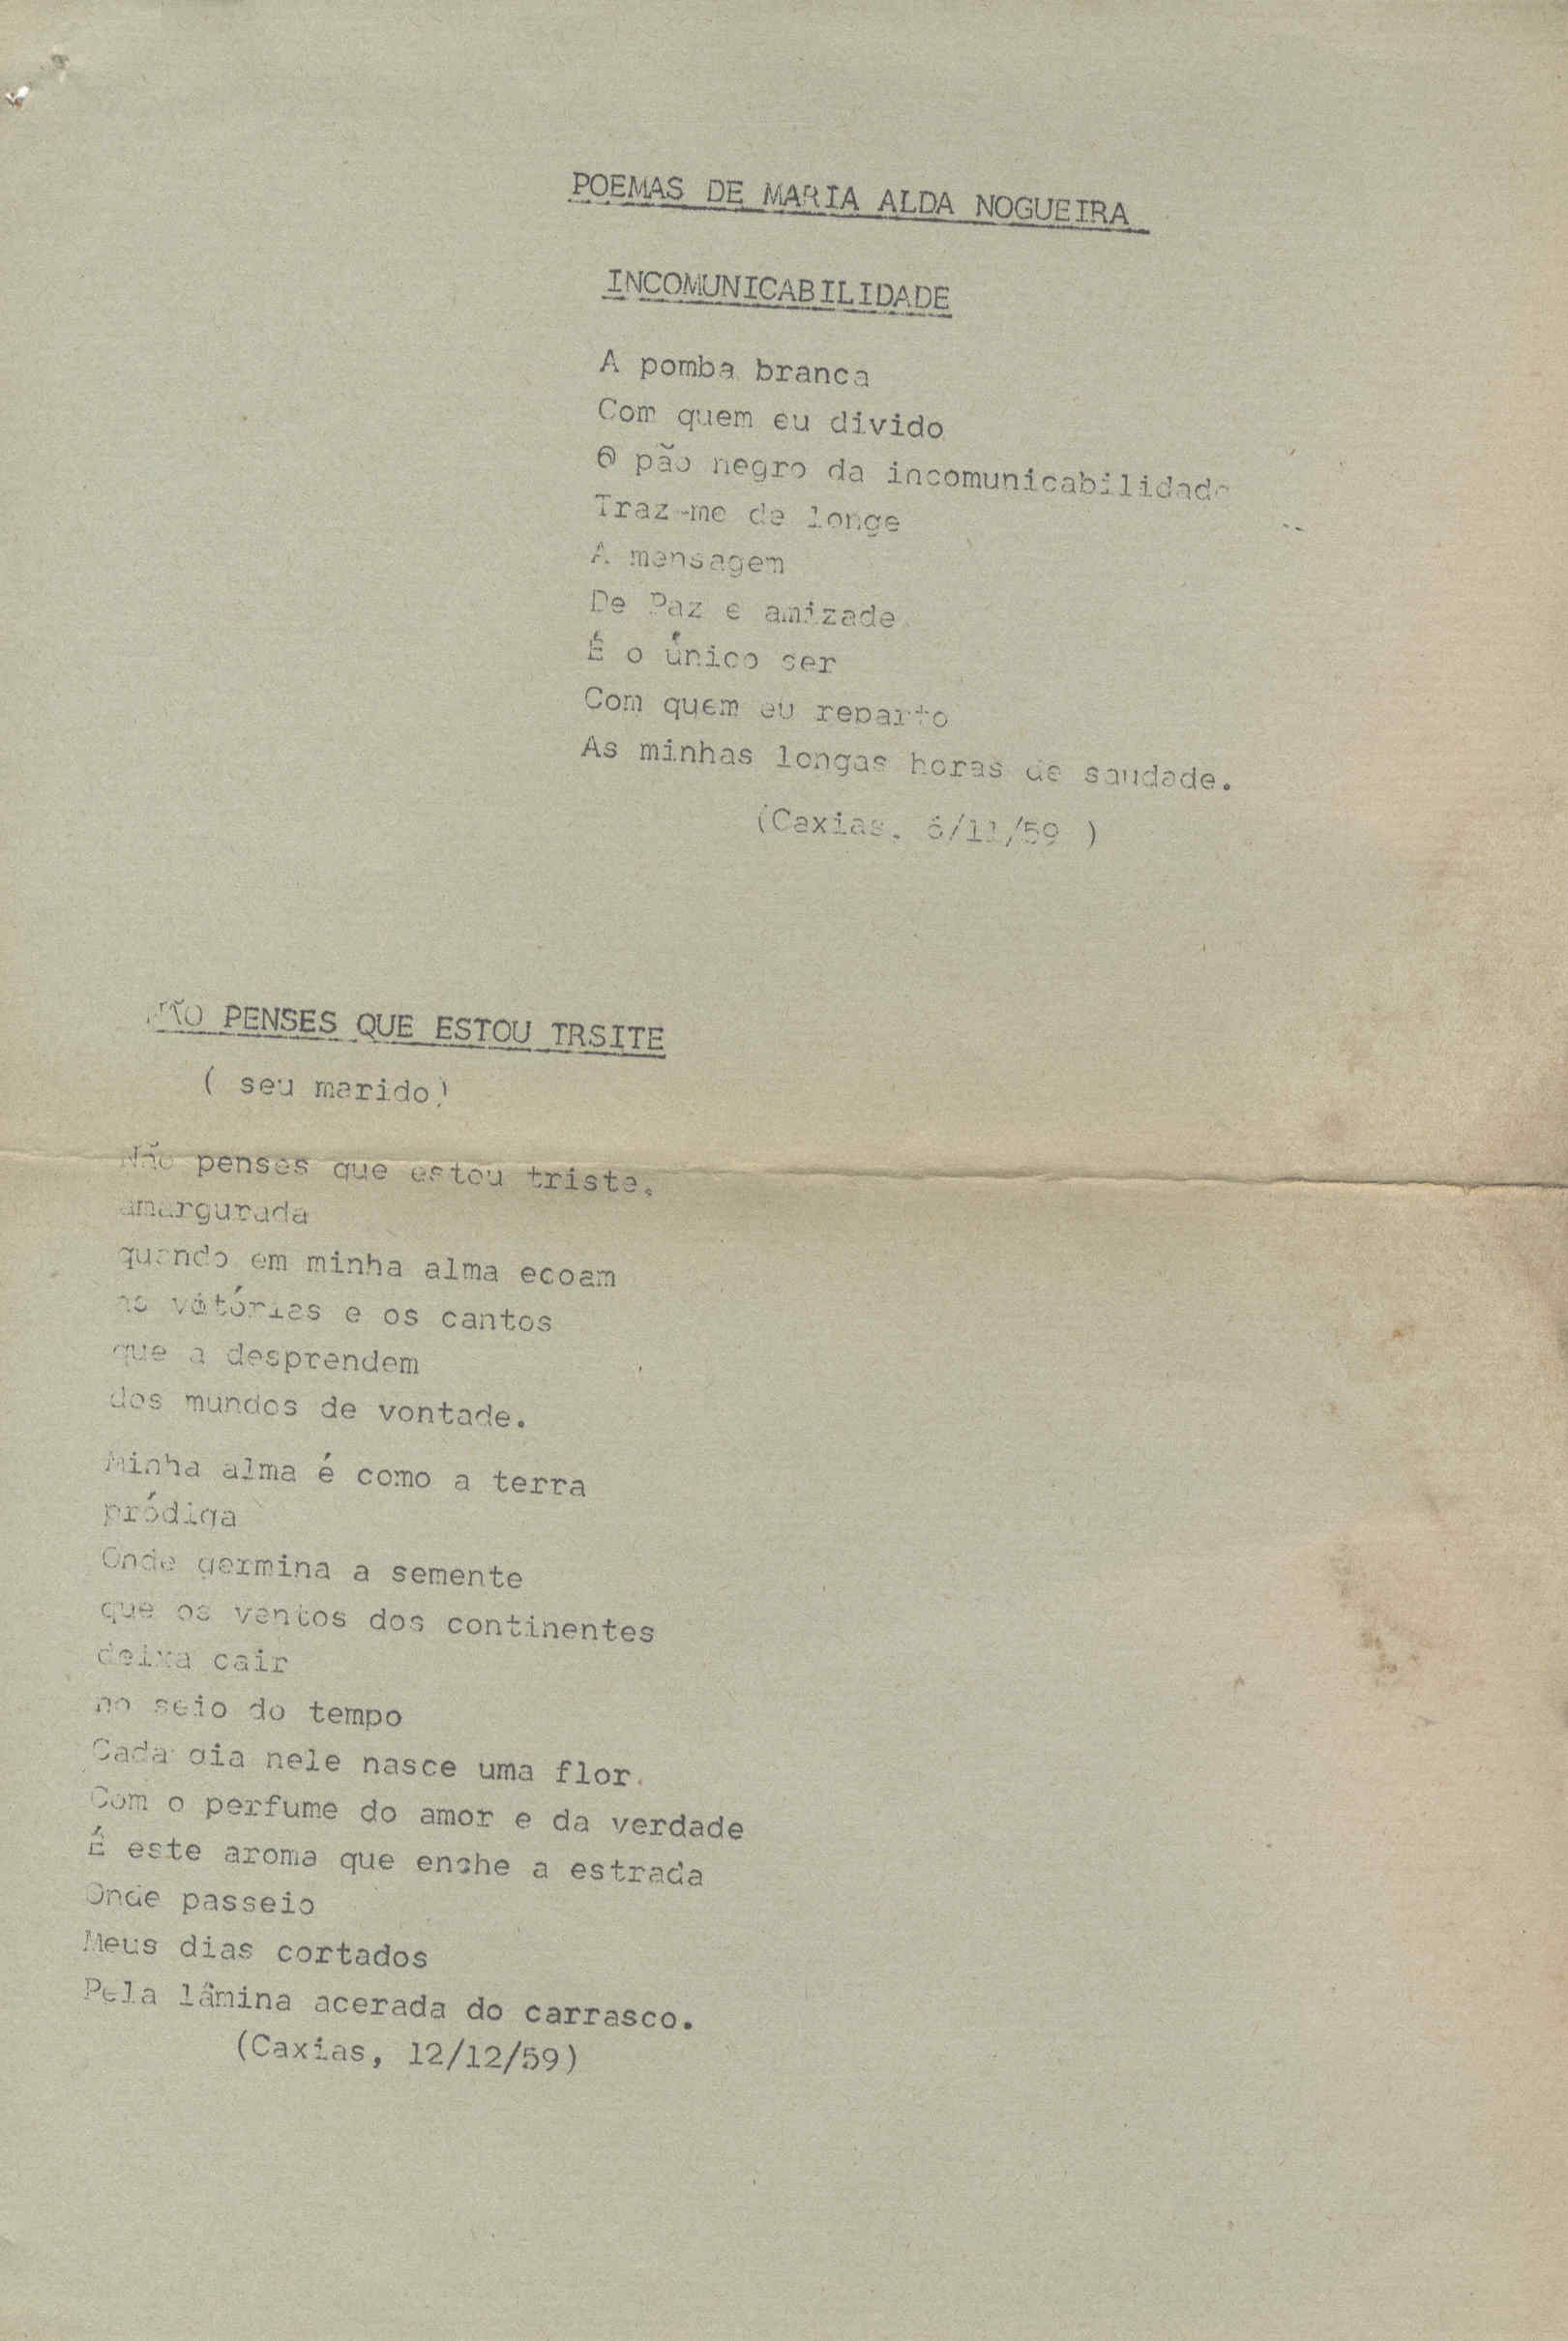 POEMAS DE MARIA ALDA NOGUEIRA
INCOMUNICABILIDADE
A pomba branca
Com quem eu divido
O pão negro da incomunicabilidade
Traz-me de longe
A mensagem
De Paz e amizade.
É o único ser
Com quem eu reparto
As minhas longas horas de saudade.
(Caxias, 6/11/59 )
NÃO PENSES QUE ESTOU TRSITE
( seu marido)
Não penses que estou triste,
amargurada
quando em minha alma ecoam
as vitórias e os cantos
que a desprendem
dos mundos de vontade.
Minha alma é como a terra
pródiga
Onde germina a semente
que os ventos dos continentes
deixa cair
no seio do tempo
Cada dia nele nasce uma flor.
Com o perfume do amor e da verdade
É este aroma que enche a estrada
Onde passeio
Meus dias cortados
Pela lâmina acerada do carrasco.
(Caxias, 12/12/59)